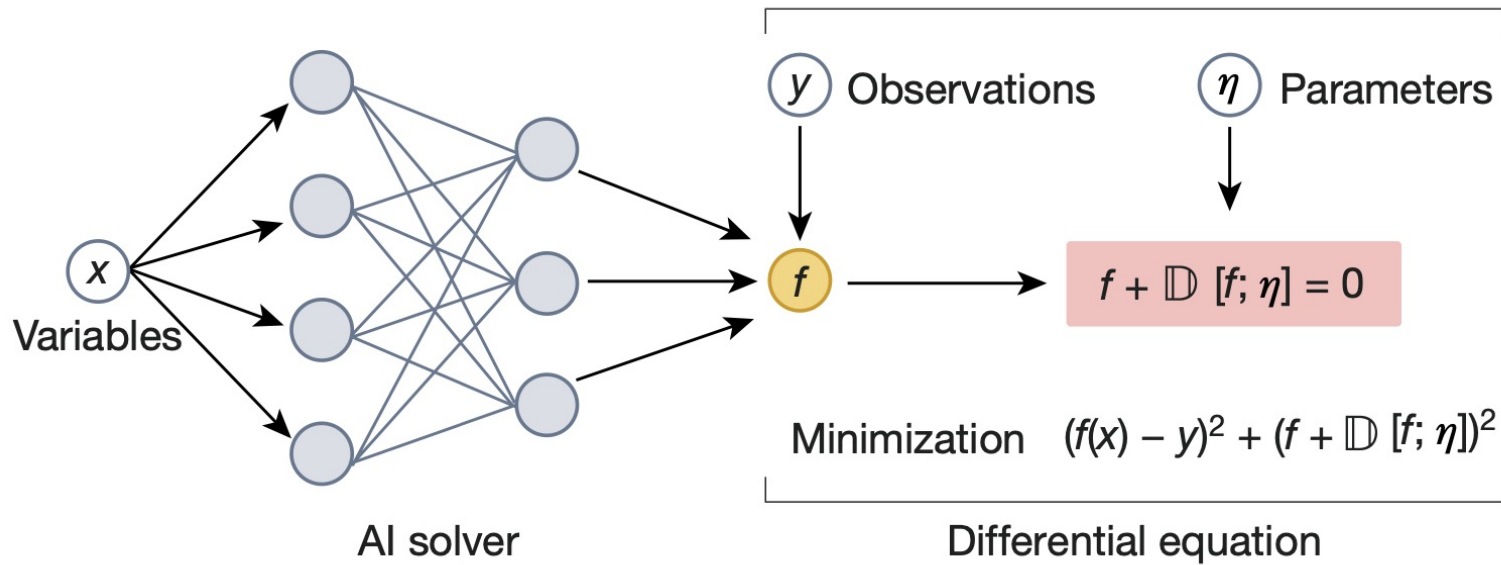 y Observations
η Parameters
x
Variables
f
f + 𝔻 [f; η] = 0
Minimization (f(x) − y)² + (f + 𝔻 [f; η])²
AI solver
Differential equation